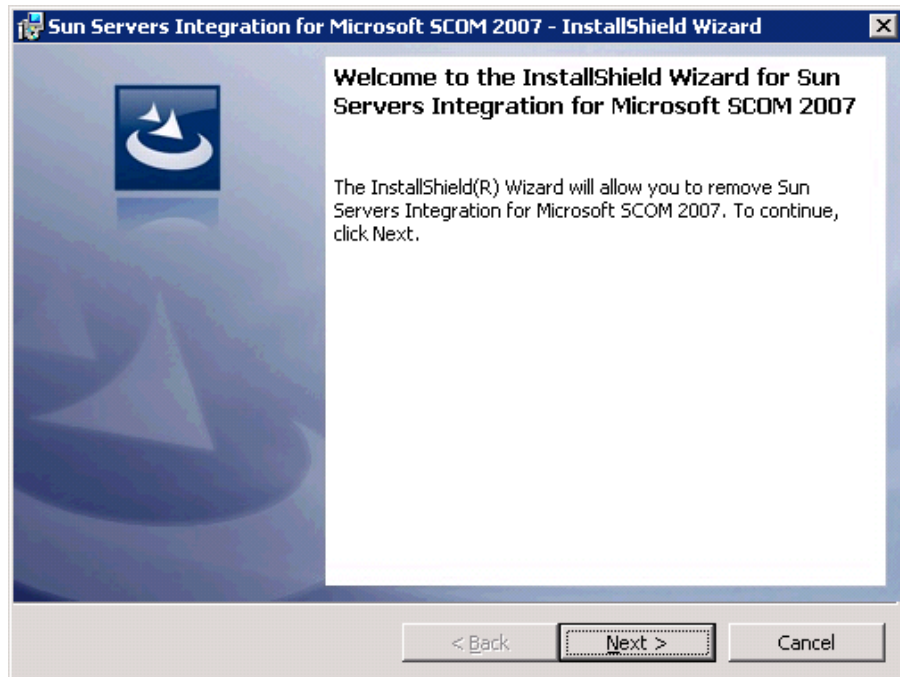 Sun Servers Integration for Microsoft SCOM 2007 - InstallShield Wizard
Welcome to the InstallShield Wizard for Sun
Servers Integration for Microsoft SCOM 2007
The InstallShield(R) Wizard will allow you to remove Sun
Servers Integration for Microsoft SCOM 2007. To continue,
click Next.
< Back
Next >
Cancel